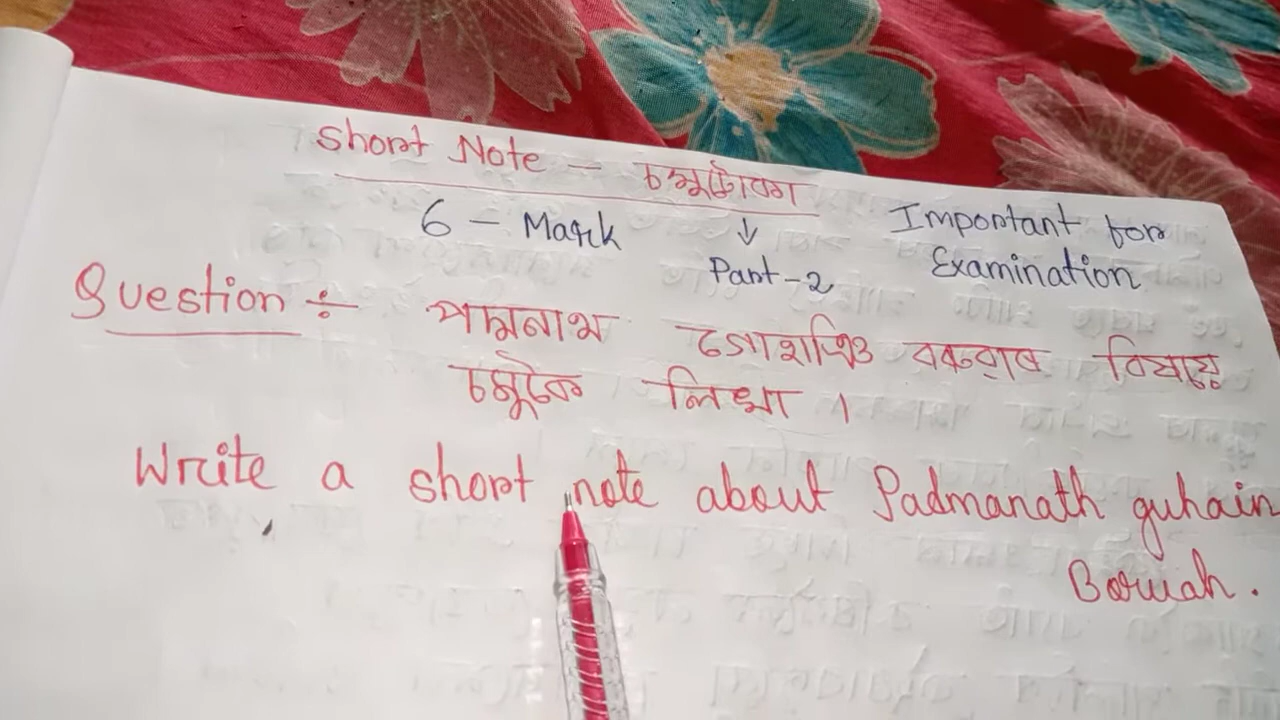 Short Note - চমুটোকা
6 - Mark
↓
Part-2
Important for
Examination
Question ÷ পদ্মনাথ গোহাঞিও বৰুৱাৰ বিষয়ে
চমুকৈ লিখা ।
Write a short note about Padmanath guhain
Boruah.